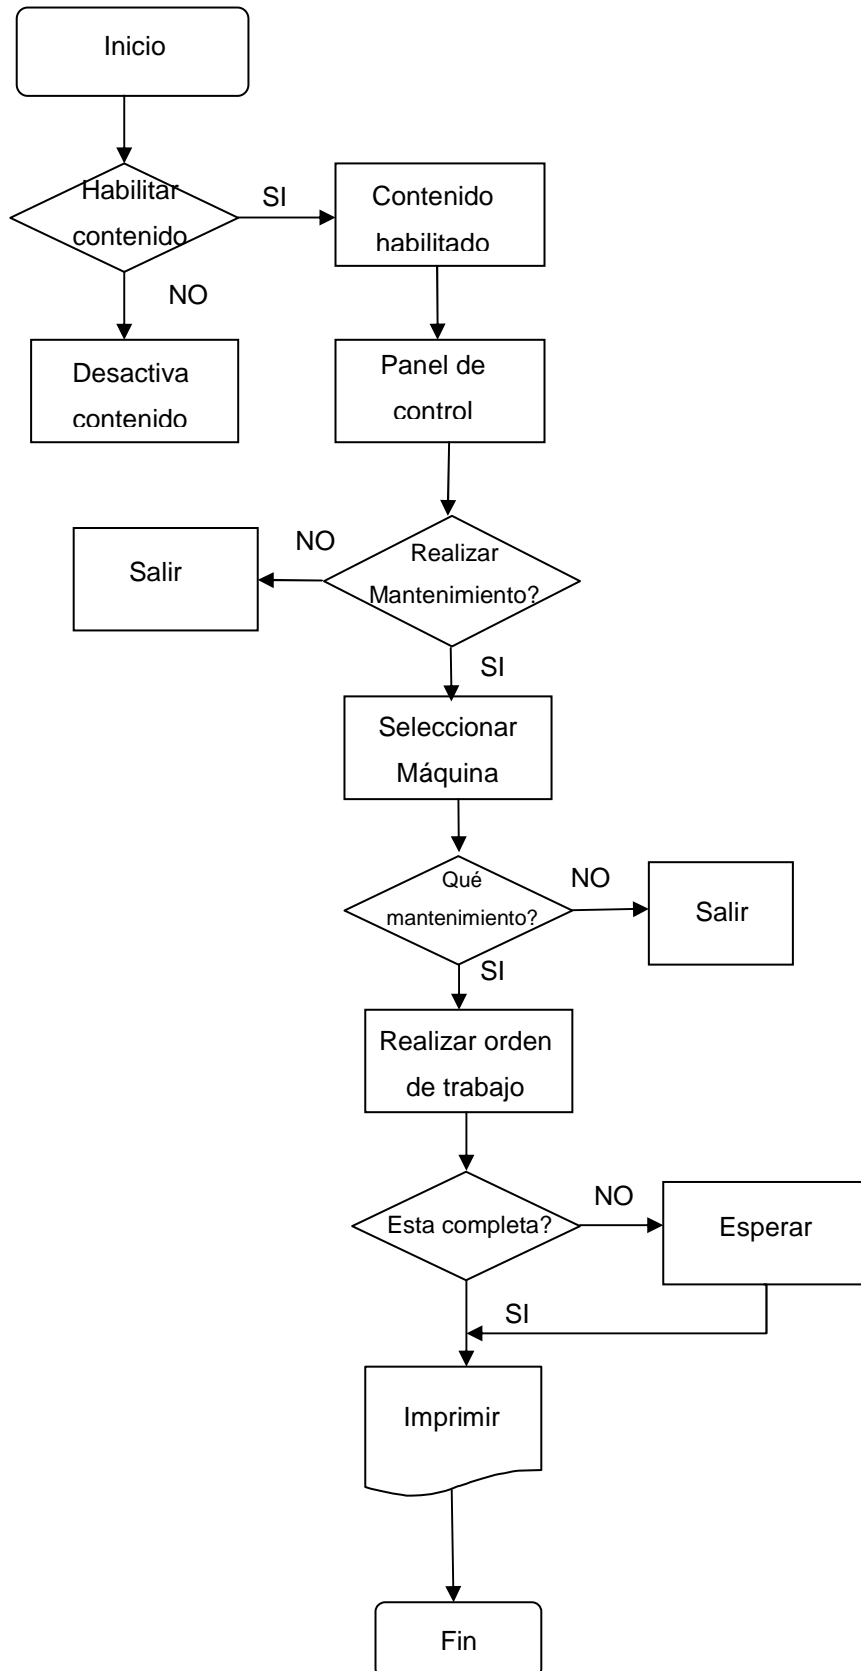 Inicio
Habilitar
contenido
SI
Contenido
habilitado
NO
Desactiva
contenido
Panel de
control
NO
Salir
Realizar
Mantenimiento?
SI
Seleccionar
Máquina
Qué
mantenimiento?
NO
Salir
SI
Realizar orden
de trabajo
Esta completa?
NO
Esperar
SI
Imprimir
Fin